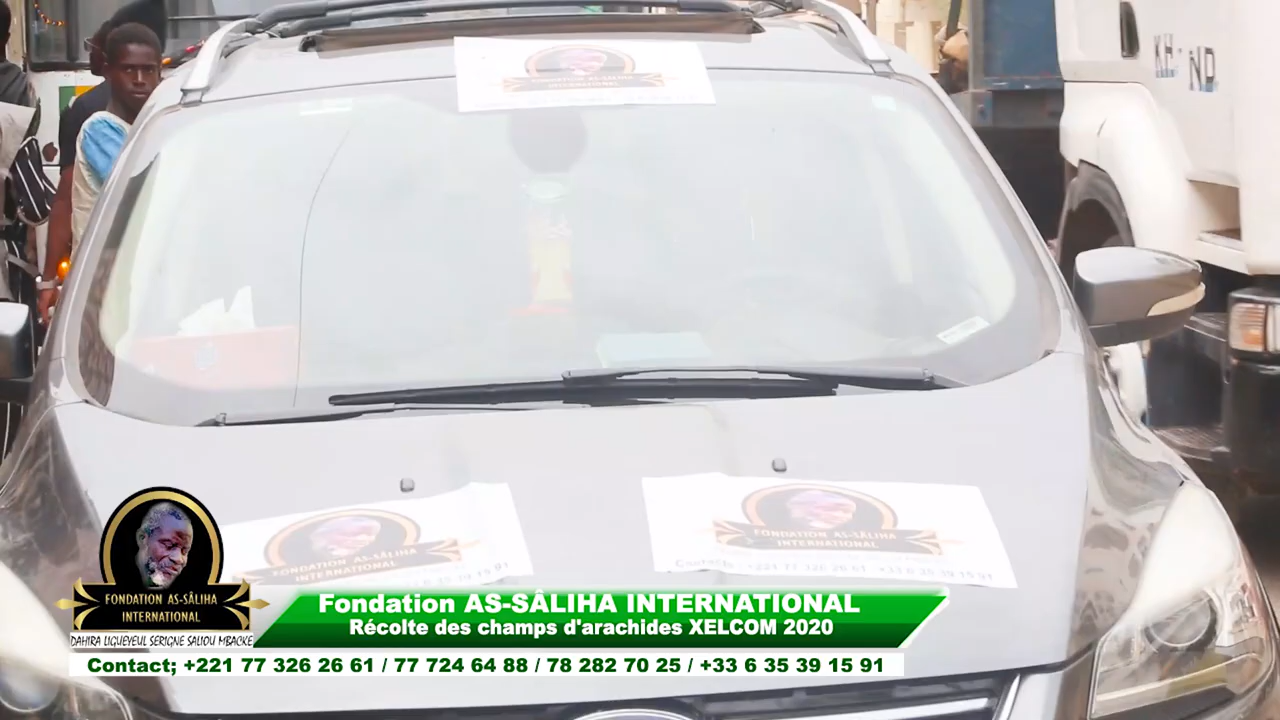 FONDATION AS-SÂLIHA
INTERNATIONAL
FONDATION AS-SÂLIHA
INTERNATIONAL
FONDATION AS-SÂLIHA
INTERNATIONAL
Contacts : +221 77 326 26 61 +33 6 35 39 15 91
FONDATION AS-SÂLIHA
INTERNATIONAL
DAHIRA LIGUEYEUL SERIGNE SALIOU MBACKE
Fondation AS-SÂLIHA INTERNATIONAL
Récolte des champs d'arachides XELCOM 2020
Contact; +221 77 326 26 61 / 77 724 64 88 / 78 282 70 25 / +33 6 35 39 15 91